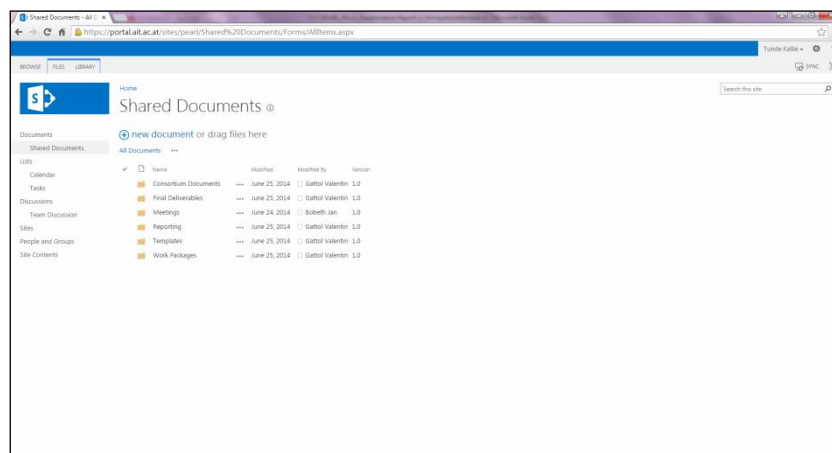 Shared Documents - All D
https://portal.ait.ac.at/sites/pearl/Shared%20Documents/Forms/AllItems.aspx
Tunde Kallai
BROWSE FILES LIBRARY
SYNC
S
Home
Search this site
Shared Documents
new document or drag files here
All Documents ...
Name Modified Modified By Version
Consortium Documents ... June 25, 2014 Gattol Valentin 1.0
Final Deliverables ... June 25, 2014 Gattol Valentin 1.0
Meetings ... June 24, 2014 Bobeth Jan 1.0
Reporting ... June 25, 2014 Gattol Valentin 1.0
Templates ... June 25, 2014 Gattol Valentin 1.0
Work Packages ... June 25, 2014 Gattol Valentin 1.0
Documents
Shared Documents
Lists
Calendar
Tasks
Discussions
Team Discussion
Sites
People and Groups
Site Contents